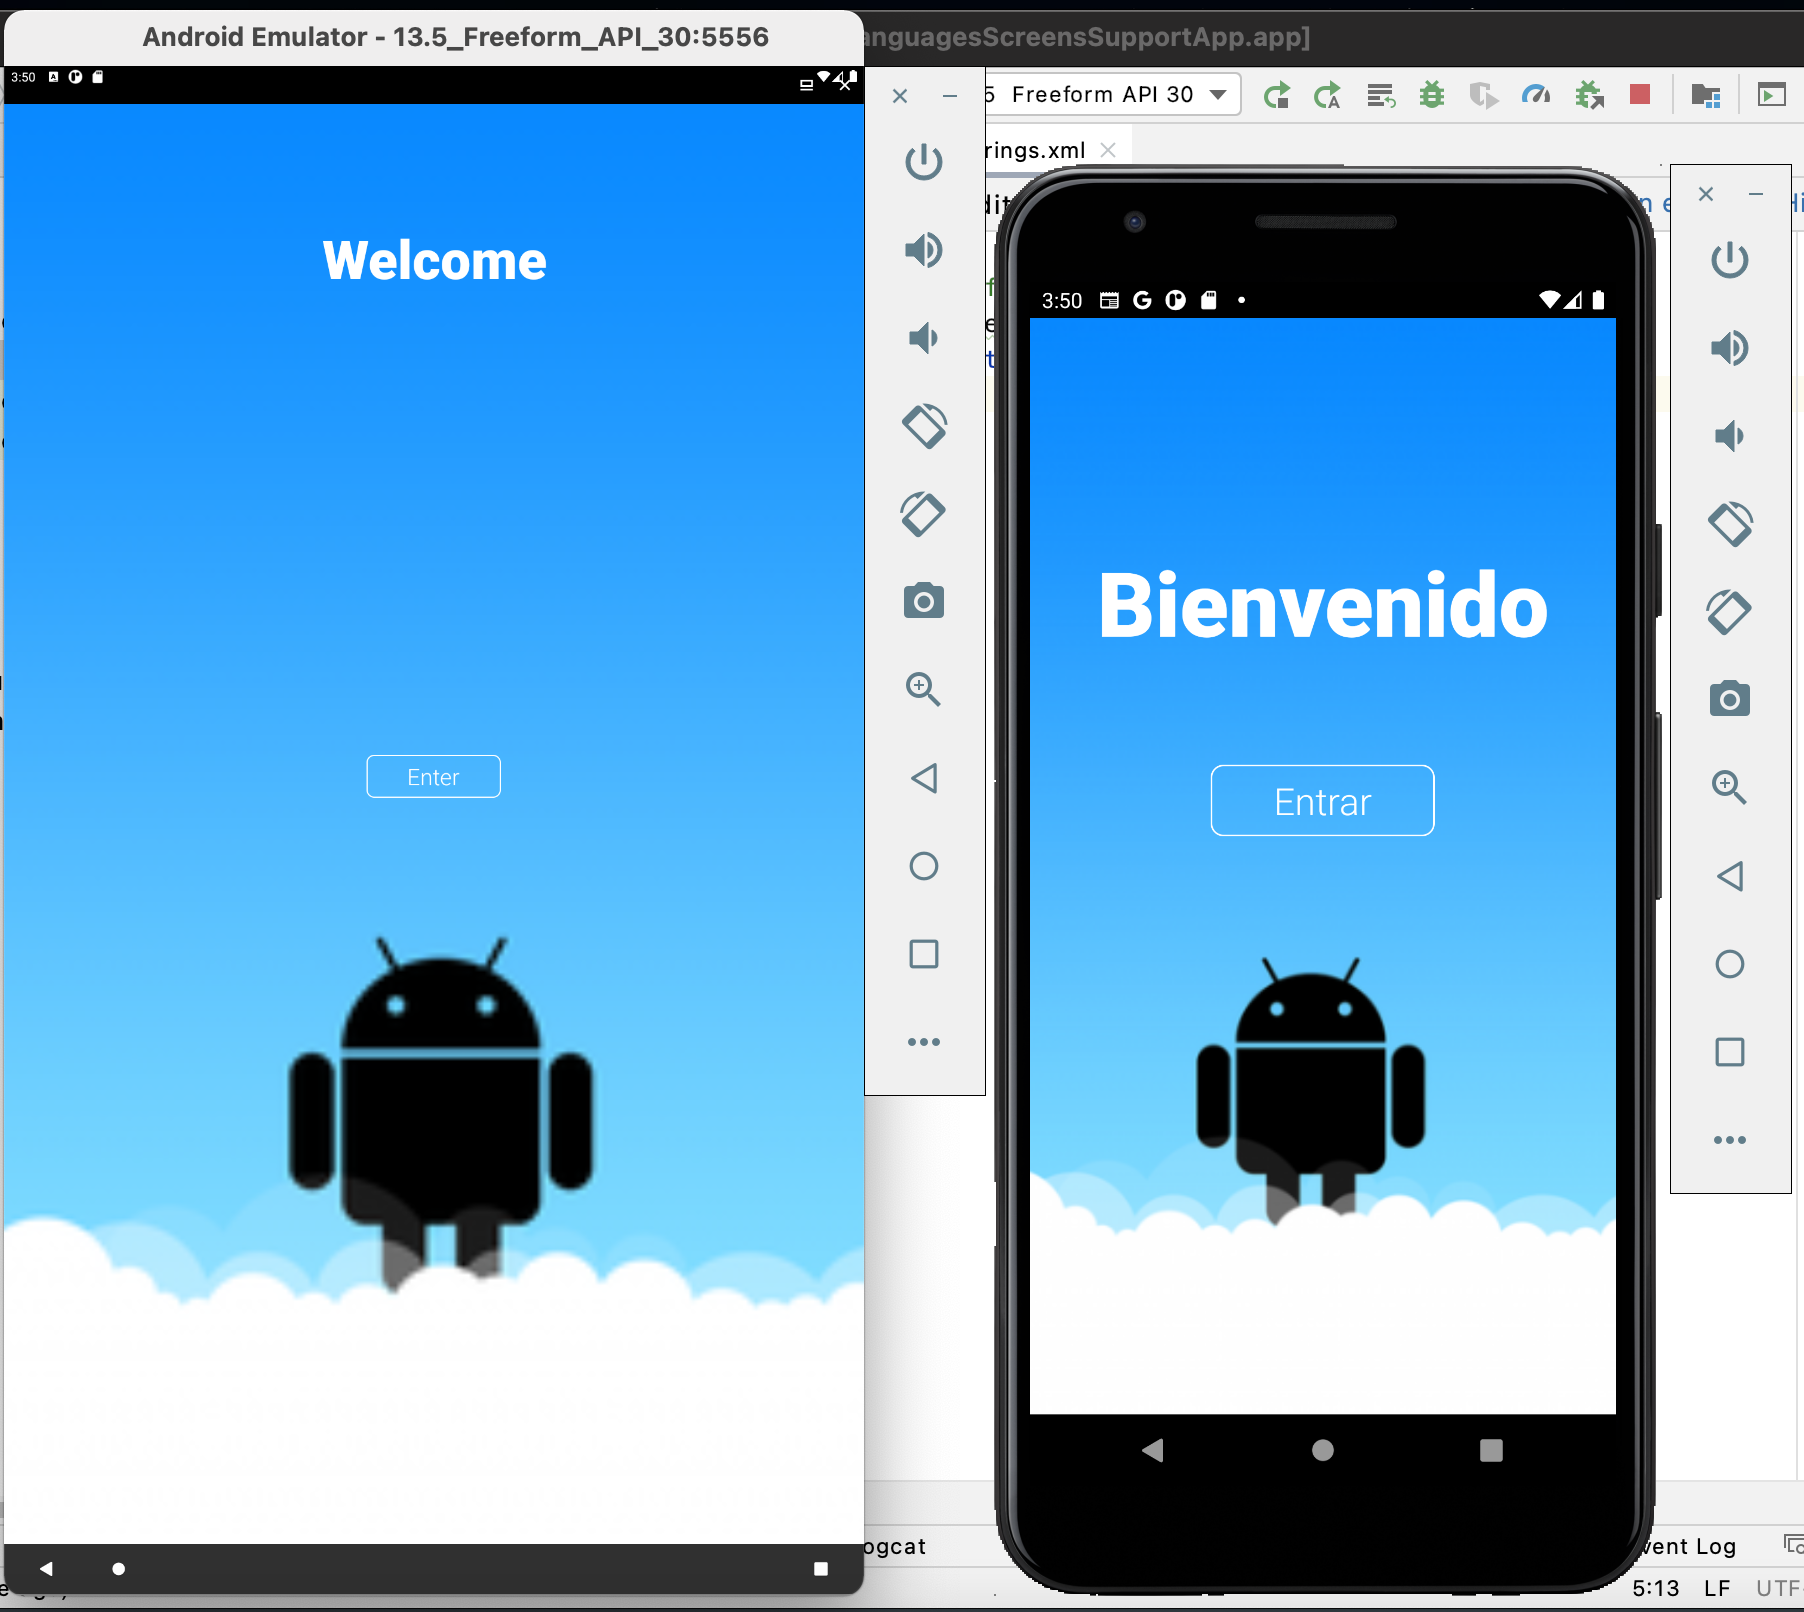 Android Emulator - 13.5_Freeform_API_30:5556
anguagesScreensSupportApp.app]
3:50
5 Freeform API 30
rings.xml
Welcome
Enter
3:50
Bienvenido
Entrar
ogcat
vent Log
5:13 LF UTF-